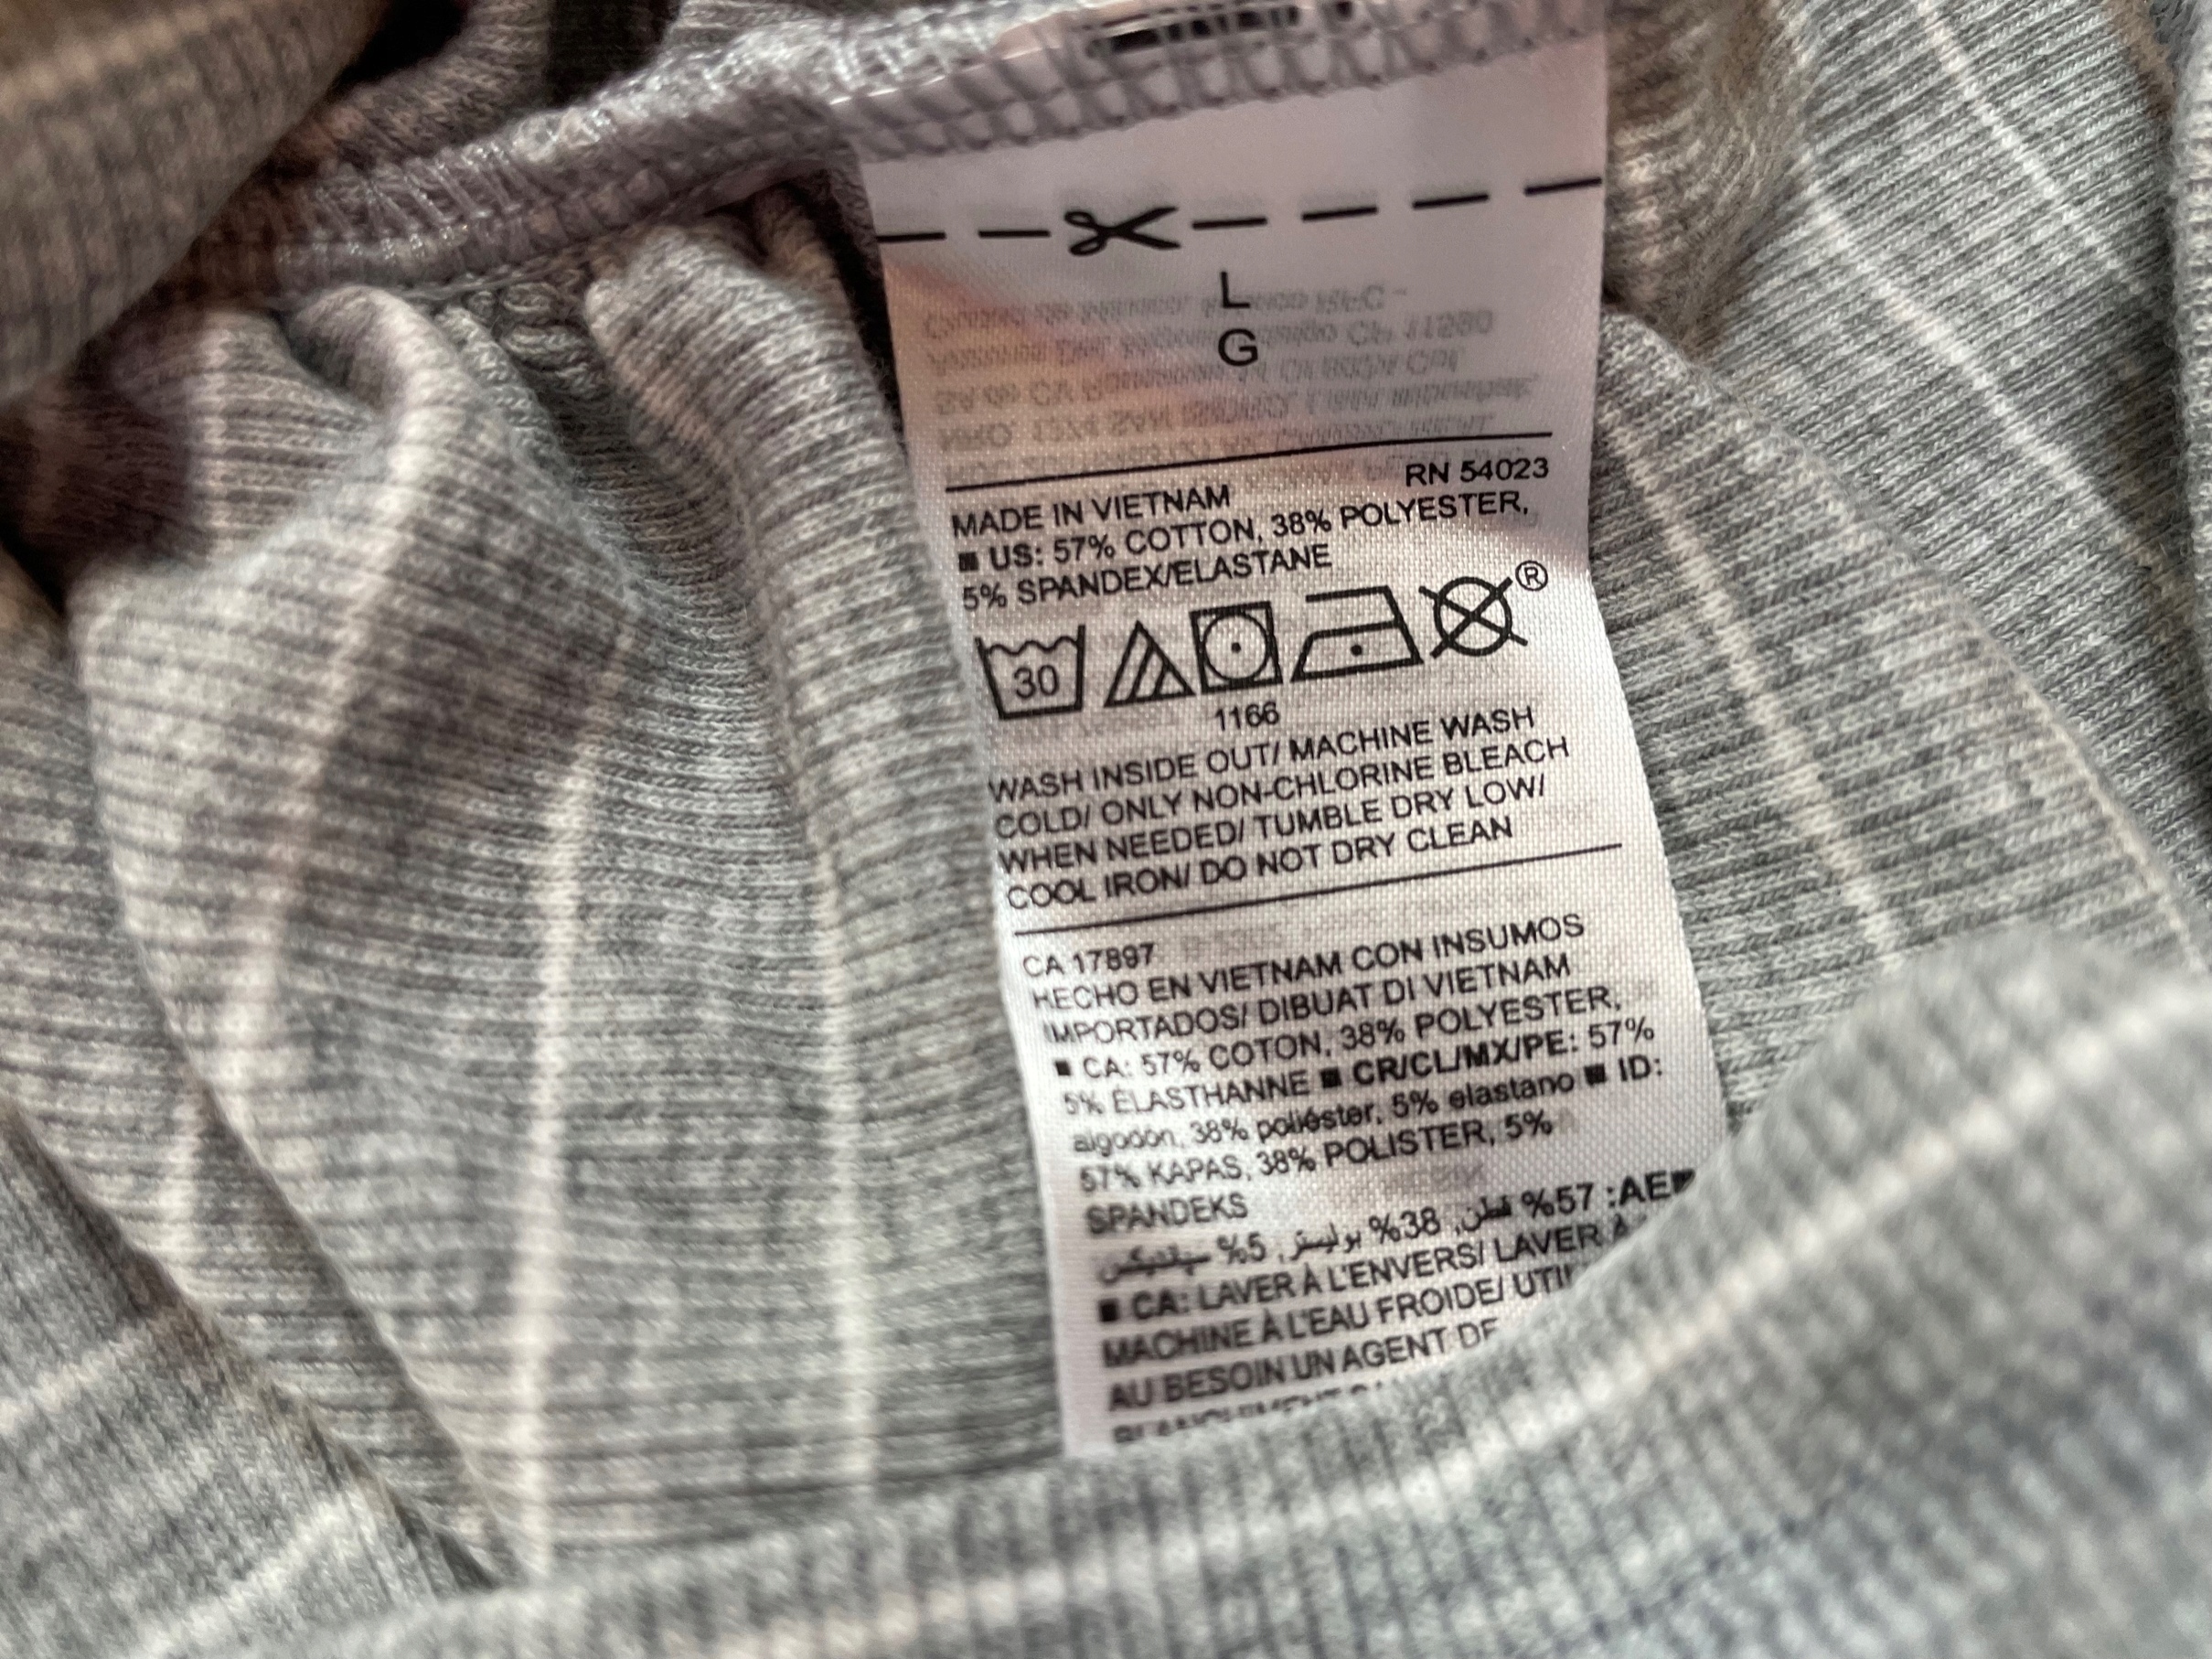 L
G
RN 54023
MADE IN VIETNAM
■ US: 57% COTTON, 38% POLYESTER,
5% SPANDEX/ELASTANE
30
®
1166
WASH INSIDE OUT/ MACHINE WASH
COLD/ ONLY NON-CHLORINE BLEACH
WHEN NEEDED/ TUMBLE DRY LOW/
COOL IRON/ DO NOT DRY CLEAN
CA 17897
HECHO EN VIETNAM CON INSUMOS
IMPORTADOS/ DIBUAT DI VIETNAM
■ CA: 57% COTON, 38% POLYESTER,
5% ÉLASTHANNE ■ CR/CL/MX/PE: 57%
algodón, 38% poliéster, 5% elastano ■ ID:
57% KAPAS, 38% POLISTER, 5%
SPANDEKS
■AE: 57% قطن, 38% بوليستر, 5% سپانديكس
■ CA: LAVER À L'ENVERS/ LAVER À
MACHINE À L'EAU FROIDE/
AU BESOIN UN AGENT DE